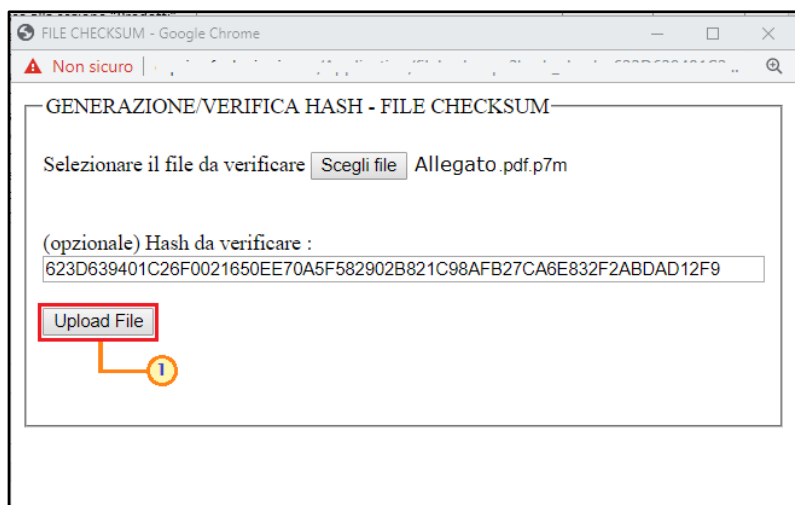 FILE CHECKSUM - Google Chrome
Non sicuro
GENERAZIONE/VERIFICA HASH - FILE CHECKSUM
Selezionare il file da verificare Scegli file Allegato.pdf.p7m
(opzionale) Hash da verificare :
623D639401C26F0021650EE70A5F582902B821C98AFB27CA6E832F2ABDAD12F9
Upload File
1